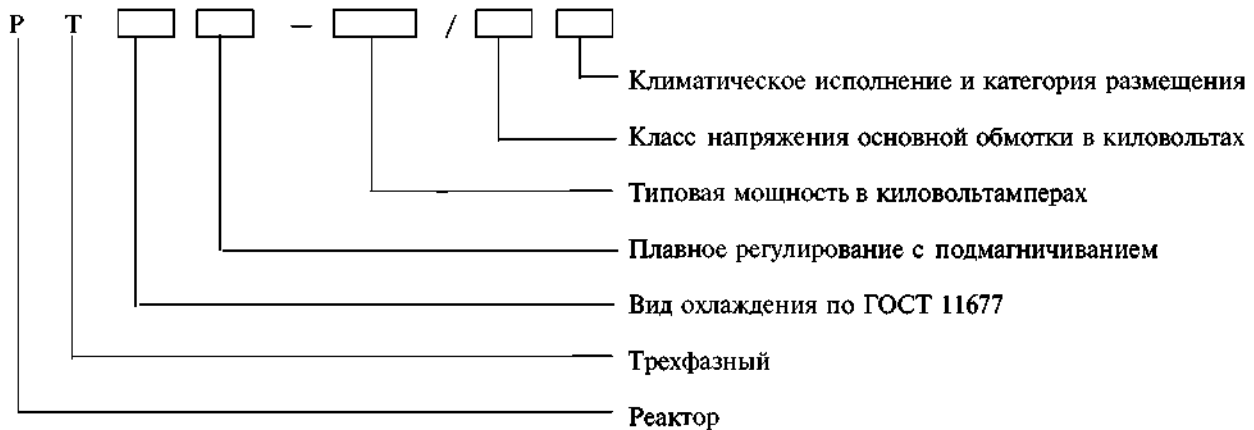 Р Т – /
Климатическое исполнение и категория размещения
Класс напряжения основной обмотки в киловольтах
Типовая мощность в киловольтамперах
Плавное регулирование с подмагничиванием
Вид охлаждения по ГОСТ 11677
Трехфазный
Реактор